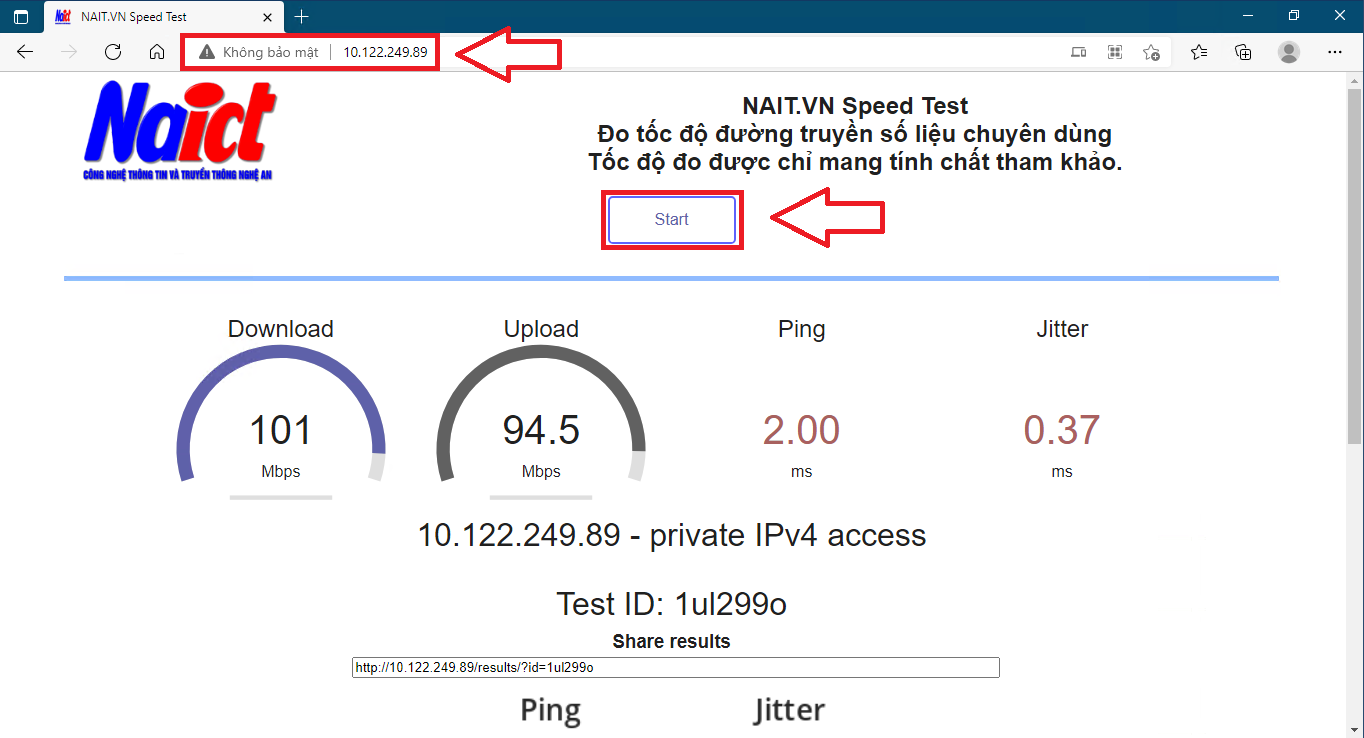 NAIT.VN Speed Test
Không bảo mật
10.122.249.89
Naict
CÔNG NGHỆ THÔNG TIN VÀ TRUYỀN THÔNG NGHỆ AN
NAIT.VN Speed Test
Đo tốc độ đường truyền số liệu chuyên dùng
Tốc độ đo được chỉ mang tính chất tham khảo.
Start
Download
Upload
Ping
Jitter
101
94.5
2.00
0.37
Mbps
Mbps
ms
ms
10.122.249.89 - private IPv4 access
Test ID: 1ul299o
Share results
http://10.122.249.89/results/?id=1ul299o
Ping
Jitter